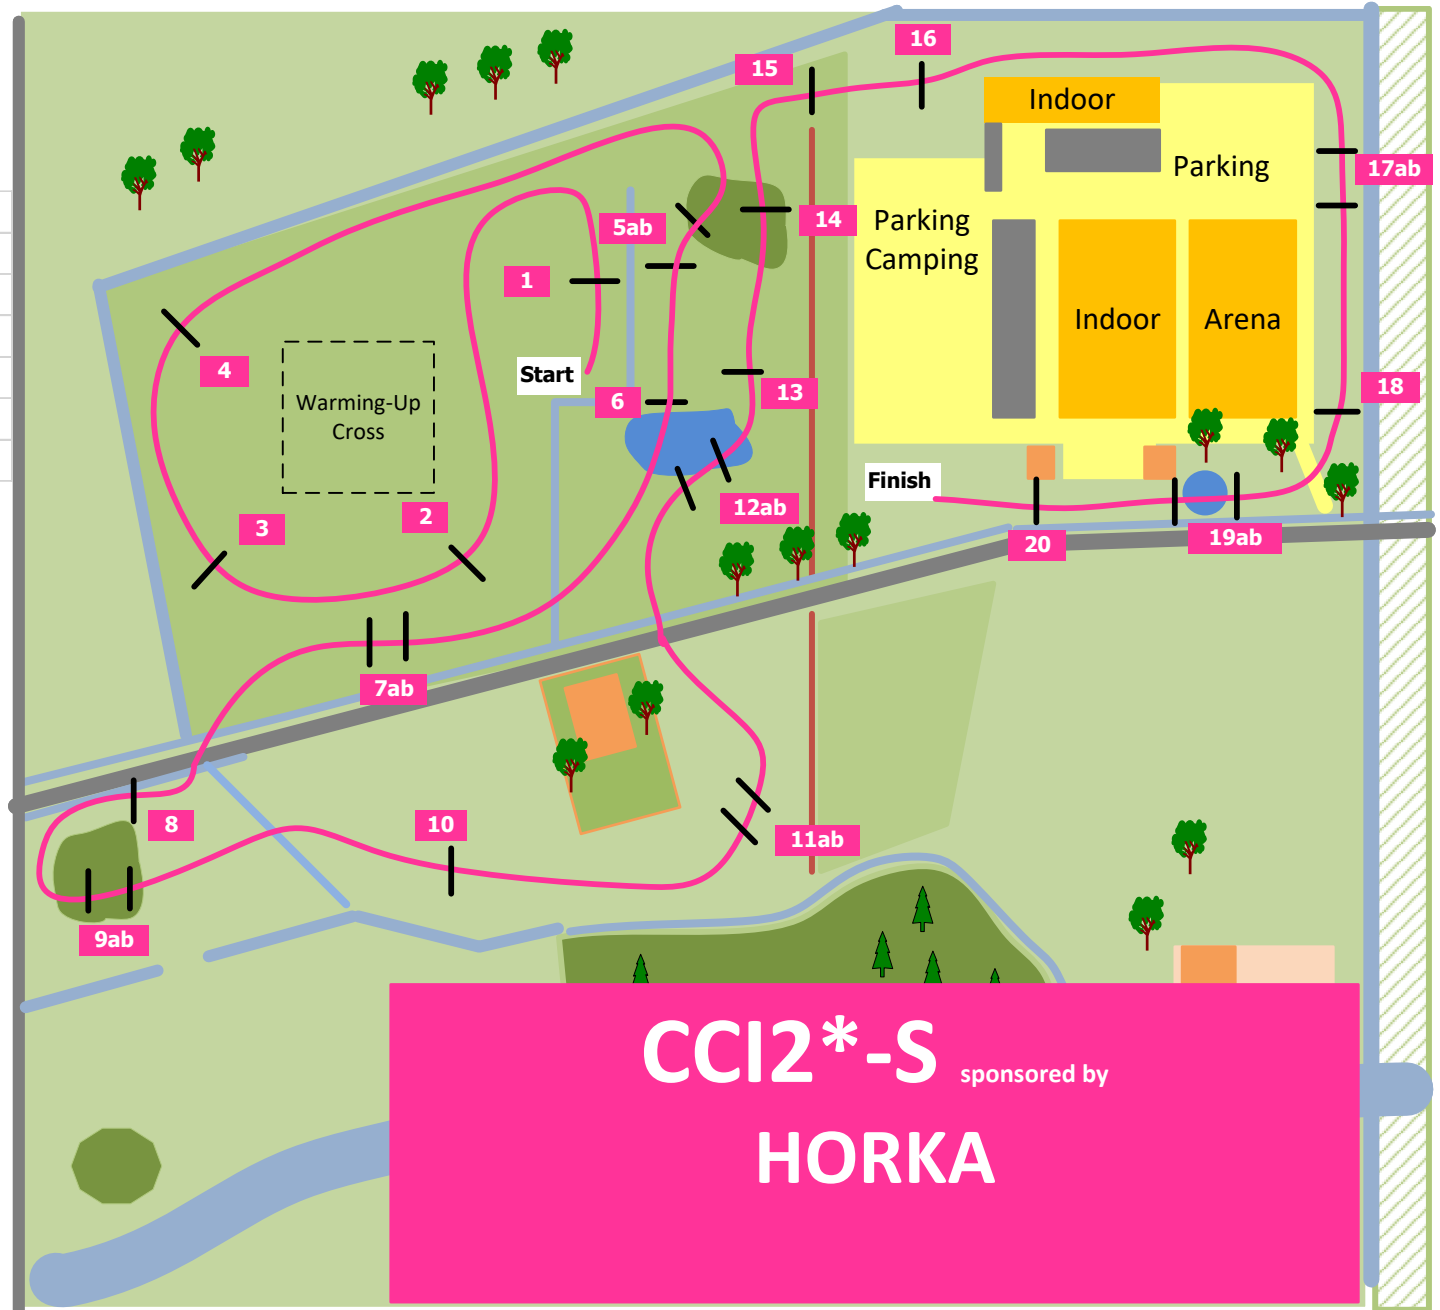 16
15
Indoor
Parking
17ab
14
Parking
Camping
5ab
1
Indoor
Arena
4
Start
6
13
18
Warming-Up
Cross
Finish
12ab
3
2
20
19ab
7ab
8
10
11ab
9ab
CCI2*-S sponsored by
HORKA